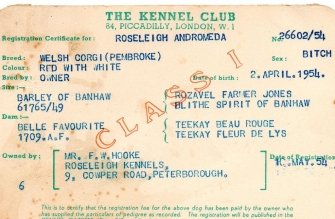 THE KENNEL CLUB
84, PICCADILLY, LONDON, W.1
Registration Certificate for: ROSELEIGH ANDROMEDA No 26602/54
Breed: WELSH CORGI(PEMBROKE) Sex: BITCH
Colour: RED WITH WHITE
Bred by: OWNER Date of birth: 2.APRIL.1954.
Sire:—
BARLEY OF BANHAW ROZAVEL FARMER JONES
61765/49 BLITHE SPIRIT OF BANHAW
Dam:—
BELLE FAVOURITE TEEKAY BEAU ROUGE
1709.A.F. TEEKAY FLEUR DE LYS
CLASS I
Owned by MR. F.W.HOOKE Date of Registration
ROSELEIGH KENNELS, MAY.54
6 9, COWPER ROAD,PETERBOROUGH.
This is to certify that the registration fee for the above dog has been paid by the owner who
has supplied the particulars of pedigree as recorded. The registration will be published in the